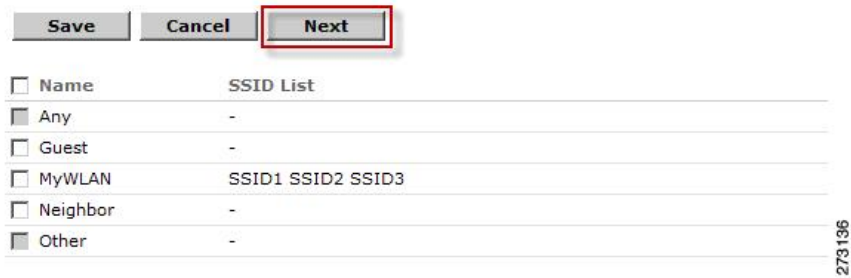 Save Cancel Next
Name SSID List
Any -
Guest -
MyWLAN SSID1 SSID2 SSID3
Neighbor -
Other -
273136